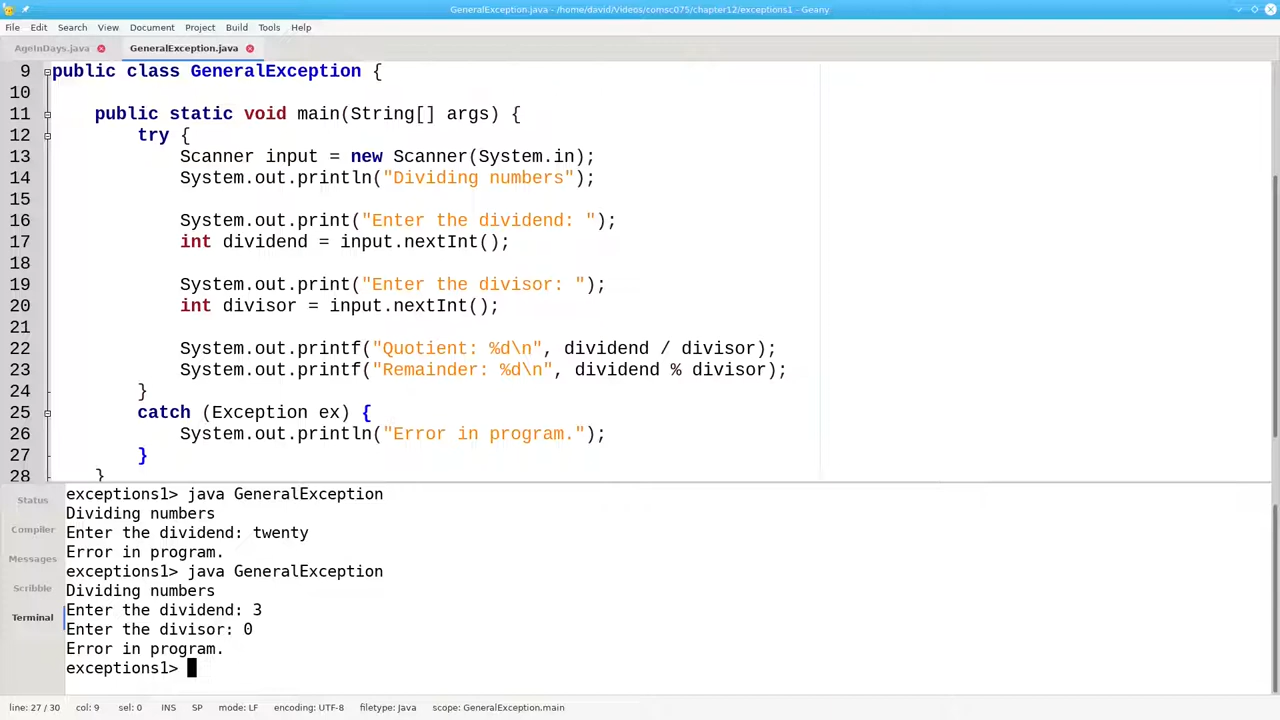 GeneralException.java - /home/david/Videos/comsc075/chapter12/exceptions1 - Geany
File Edit Search View Document Project Build Tools Help
AgeInDays.java GeneralException.java
9 public class GeneralException {
10
11     public static void main(String[] args) {
12         try {
13             Scanner input = new Scanner(System.in);
14             System.out.println("Dividing numbers");
15
16             System.out.print("Enter the dividend: ");
17             int dividend = input.nextInt();
18
19             System.out.print("Enter the divisor: ");
20             int divisor = input.nextInt();
21
22             System.out.printf("Quotient: %d\n", dividend / divisor);
23             System.out.printf("Remainder: %d\n", dividend % divisor);
24         }
25         catch (Exception ex) {
26             System.out.println("Error in program.");
27         }
28     }
Status
Compiler
Messages
Scribble
Terminal
exceptions1> java GeneralException
Dividing numbers
Enter the dividend: twenty
Error in program.
exceptions1> java GeneralException
Dividing numbers
Enter the dividend: 3
Enter the divisor: 0
Error in program.
exceptions1>
line: 27 / 30 col: 9 sel: 0 INS SP mode: LF encoding: UTF-8 filetype: Java scope: GeneralException.main